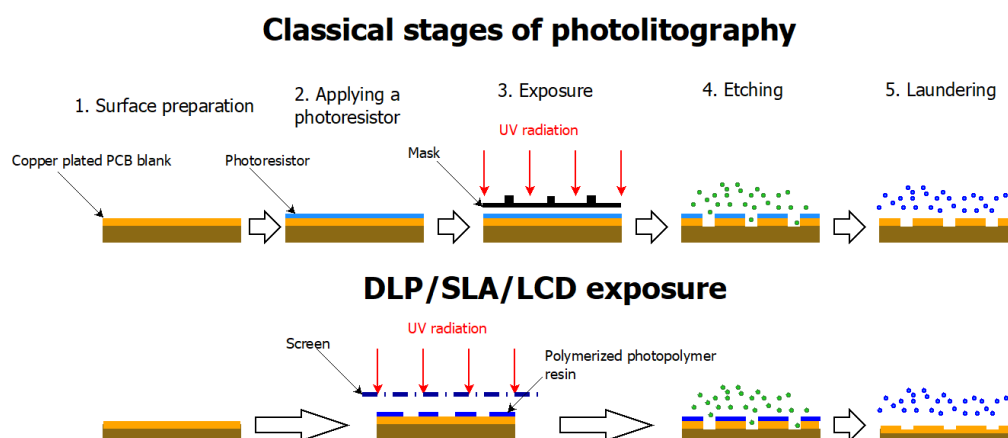 Classical stages of photolitography
1. Surface preparation
2. Applying a
photoresistor
3. Exposure
4. Etching
5. Laundering
UV radiation
Mask
Copper plated PCB blank
Photoresistor
DLP/SLA/LCD exposure
UV radiation
Screen
Polymerized photopolymer
resin